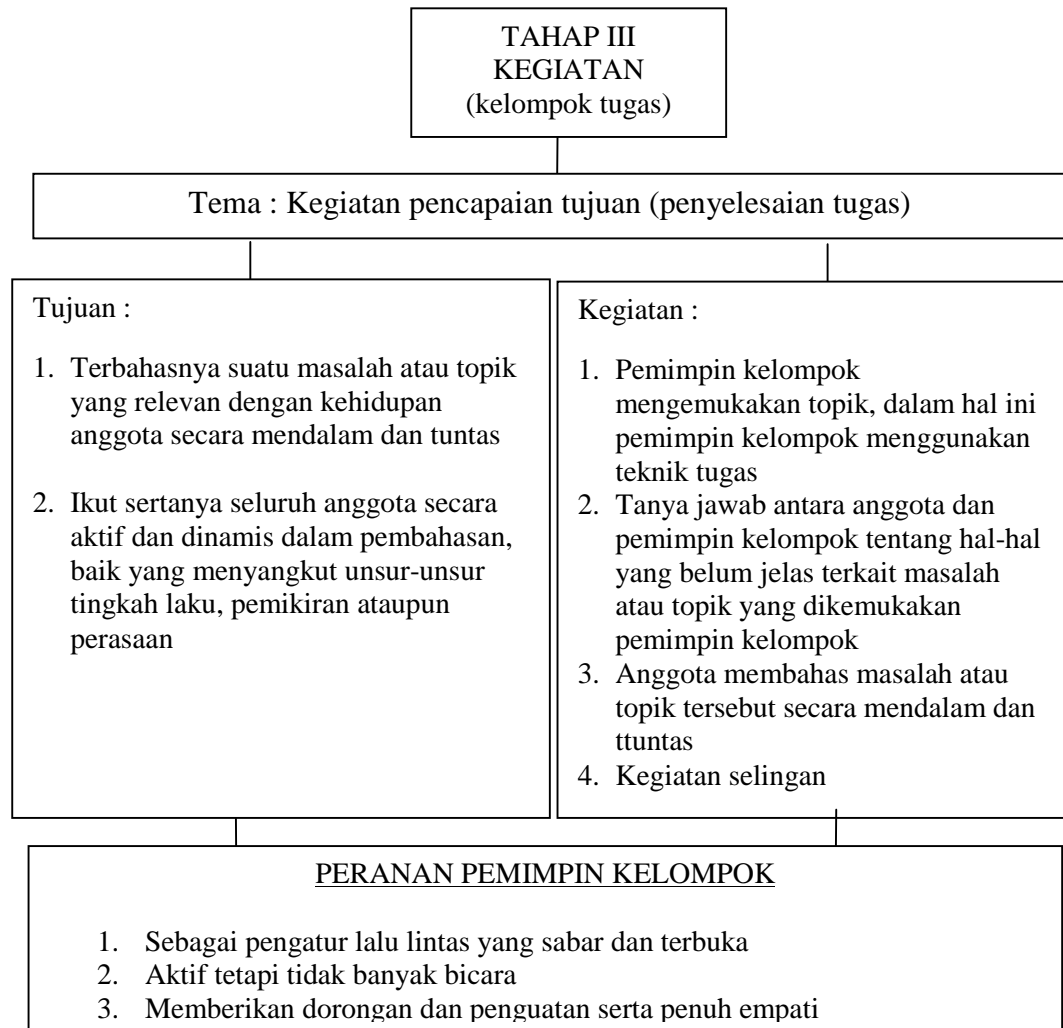 TAHAP III
KEGIATAN
(kelompok tugas)
Tema : Kegiatan pencapaian tujuan (penyelesaian tugas)
Tujuan :
1. Terbahasnya suatu masalah atau topik
yang relevan dengan kehidupan
anggota secara mendalam dan tuntas
2. Ikut sertanya seluruh anggota secara
aktif dan dinamis dalam pembahasan,
baik yang menyangkut unsur-unsur
tingkah laku, pemikiran ataupun
perasaan
Kegiatan :
1. Pemimpin kelompok
mengemukakan topik, dalam hal ini
pemimpin kelompok menggunakan
teknik tugas
2. Tanya jawab antara anggota dan
pemimpin kelompok tentang hal-hal
yang belum jelas terkait masalah
atau topik yang dikemukakan
pemimpin kelompok
3. Anggota membahas masalah atau
topik tersebut secara mendalam dan
ttuntas
4. Kegiatan selingan
PERANAN PEMIMPIN KELOMPOK
1. Sebagai pengatur lalu lintas yang sabar dan terbuka
2. Aktif tetapi tidak banyak bicara
3. Memberikan dorongan dan penguatan serta penuh empati